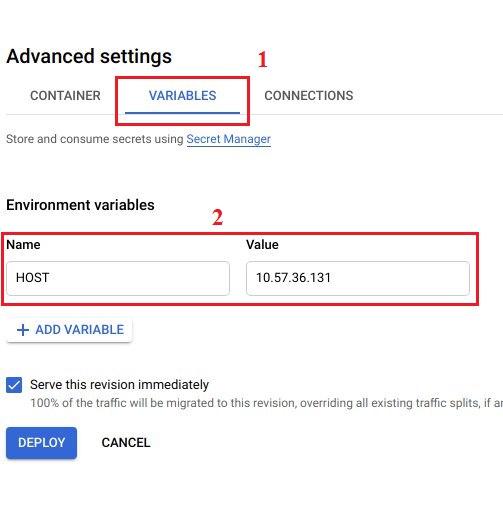 Advanced settings
1
CONTAINER VARIABLES CONNECTIONS
Store and consume secrets using Secret Manager
Environment variables
2
Name Value
HOST 10.57.36.131
+ ADD VARIABLE
Serve this revision immediately
100% of the traffic will be migrated to this revision, overriding all existing traffic splits, if
DEPLOY CANCEL